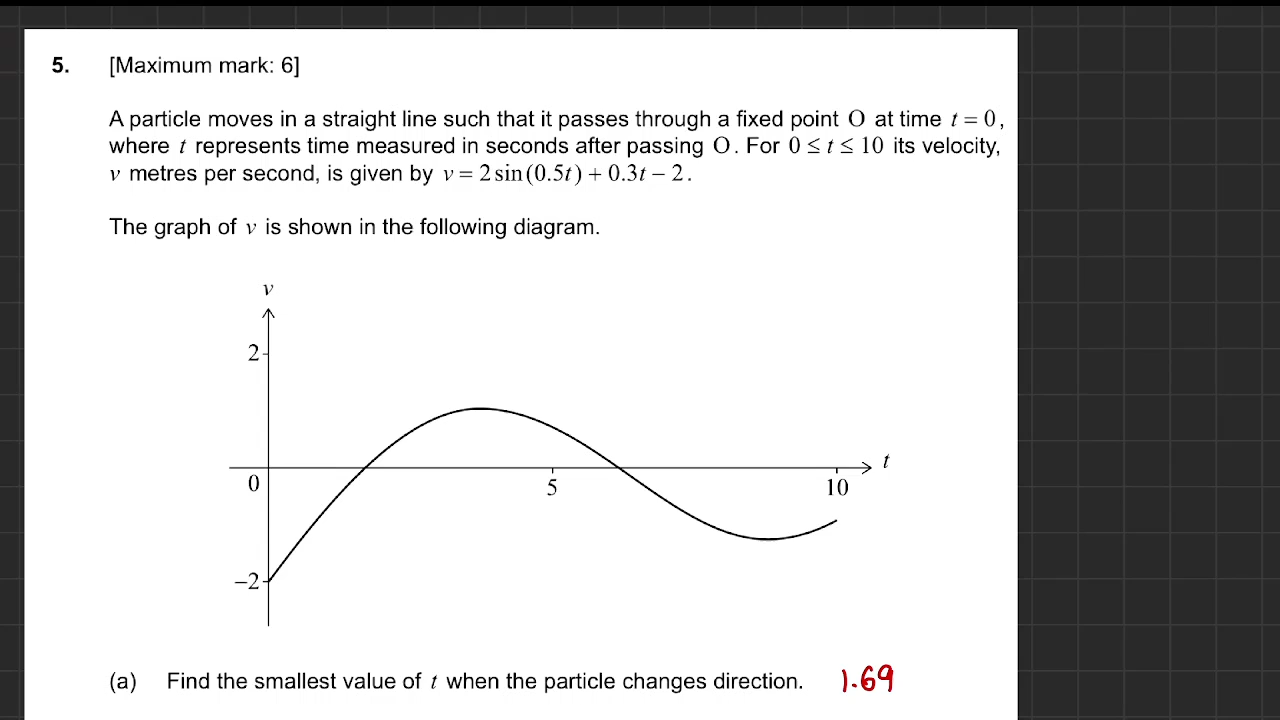 5. [Maximum mark: 6]
A particle moves in a straight line such that it passes through a fixed point O at time t = 0,
where t represents time measured in seconds after passing O. For 0 ≤ t ≤ 10 its velocity,
v metres per second, is given by v = 2 sin(0.5t) + 0.3t − 2.
The graph of v is shown in the following diagram.
v
2
t
0
5
10
−2
(a) Find the smallest value of t when the particle changes direction. 1.69